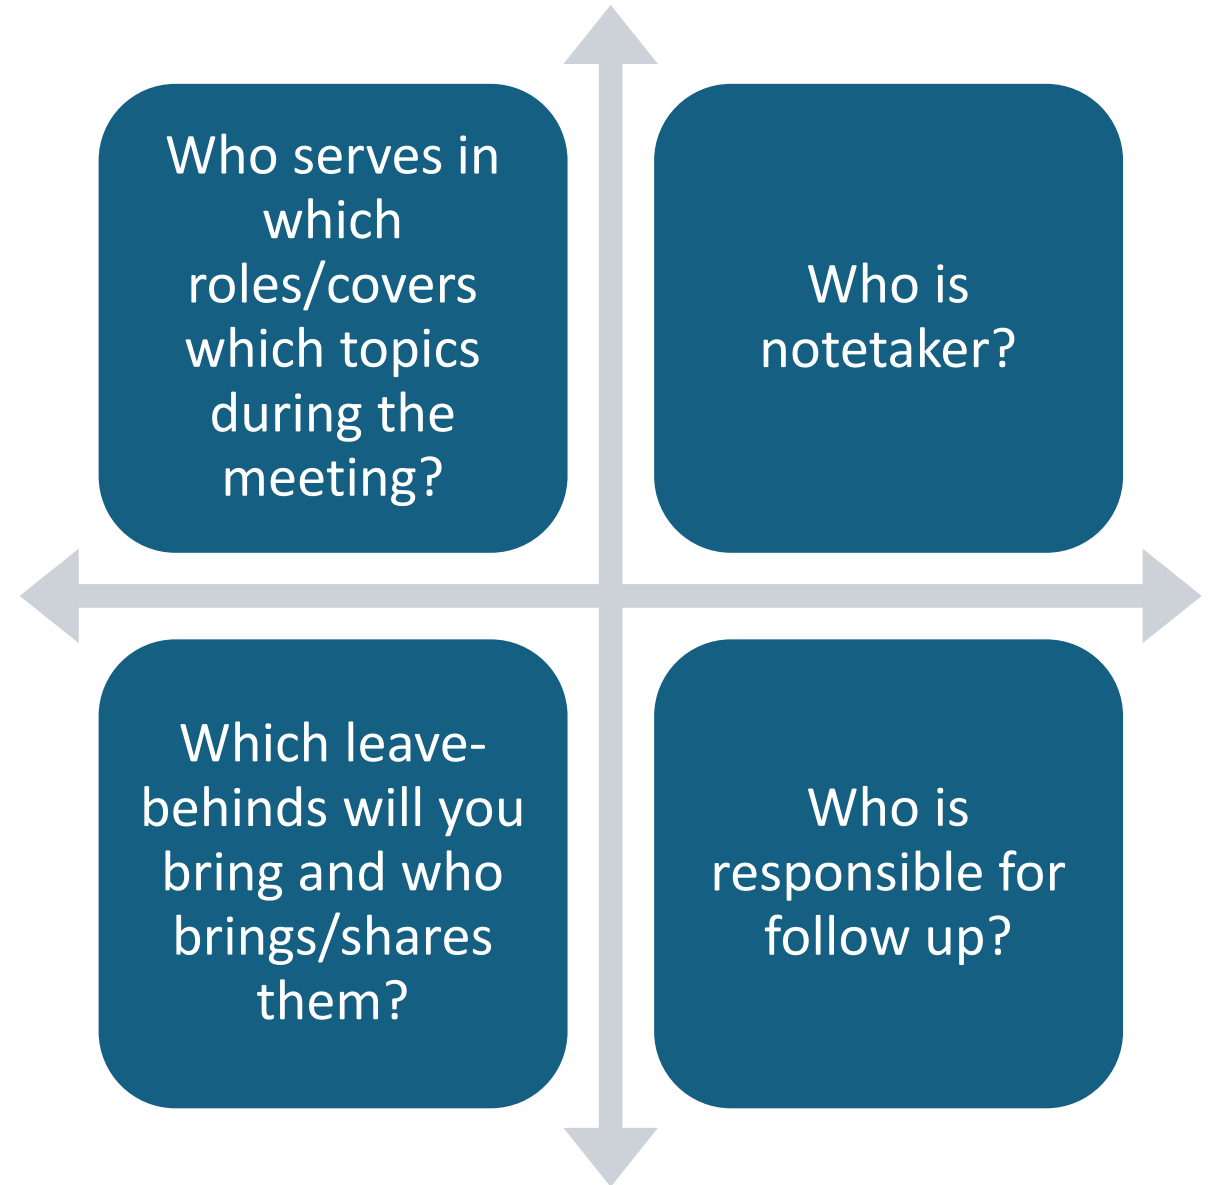 Who serves in
which
roles/covers
which topics
during the
meeting?
Who is
notetaker?
Which leave-
behinds will you
bring and who
brings/shares
them?
Who is
responsible for
follow up?